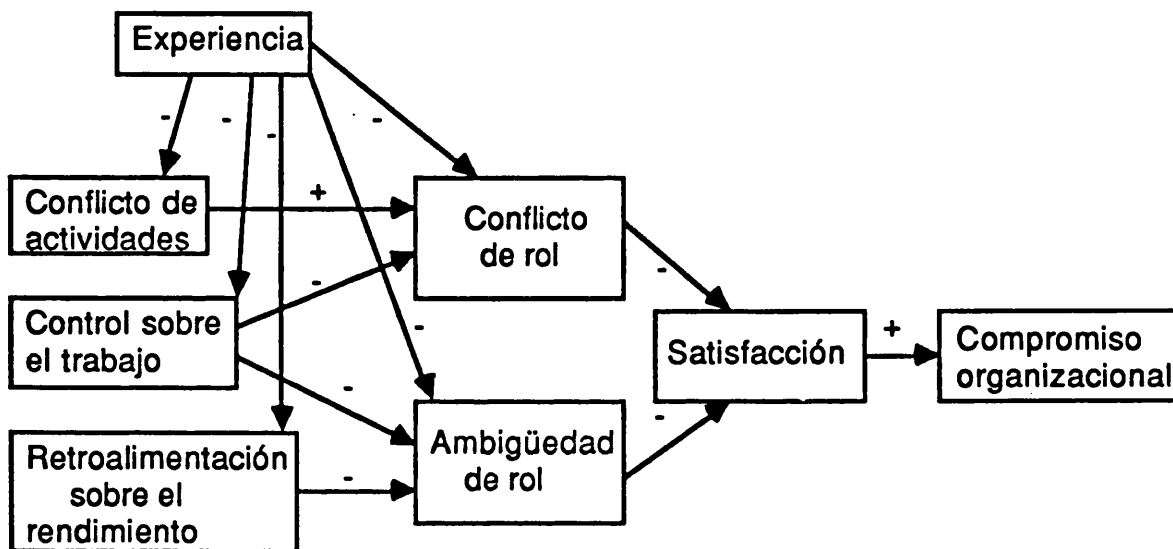 Experiencia
-
-
-
-
Conflicto de
actividades
+
Conflicto
de rol
-
-
-
Control sobre
el trabajo
-
+
Satisfacción
Compromiso
organizacional
-
-
Retroalimentación
sobre el
rendimiento
-
Ambigüedad
de rol